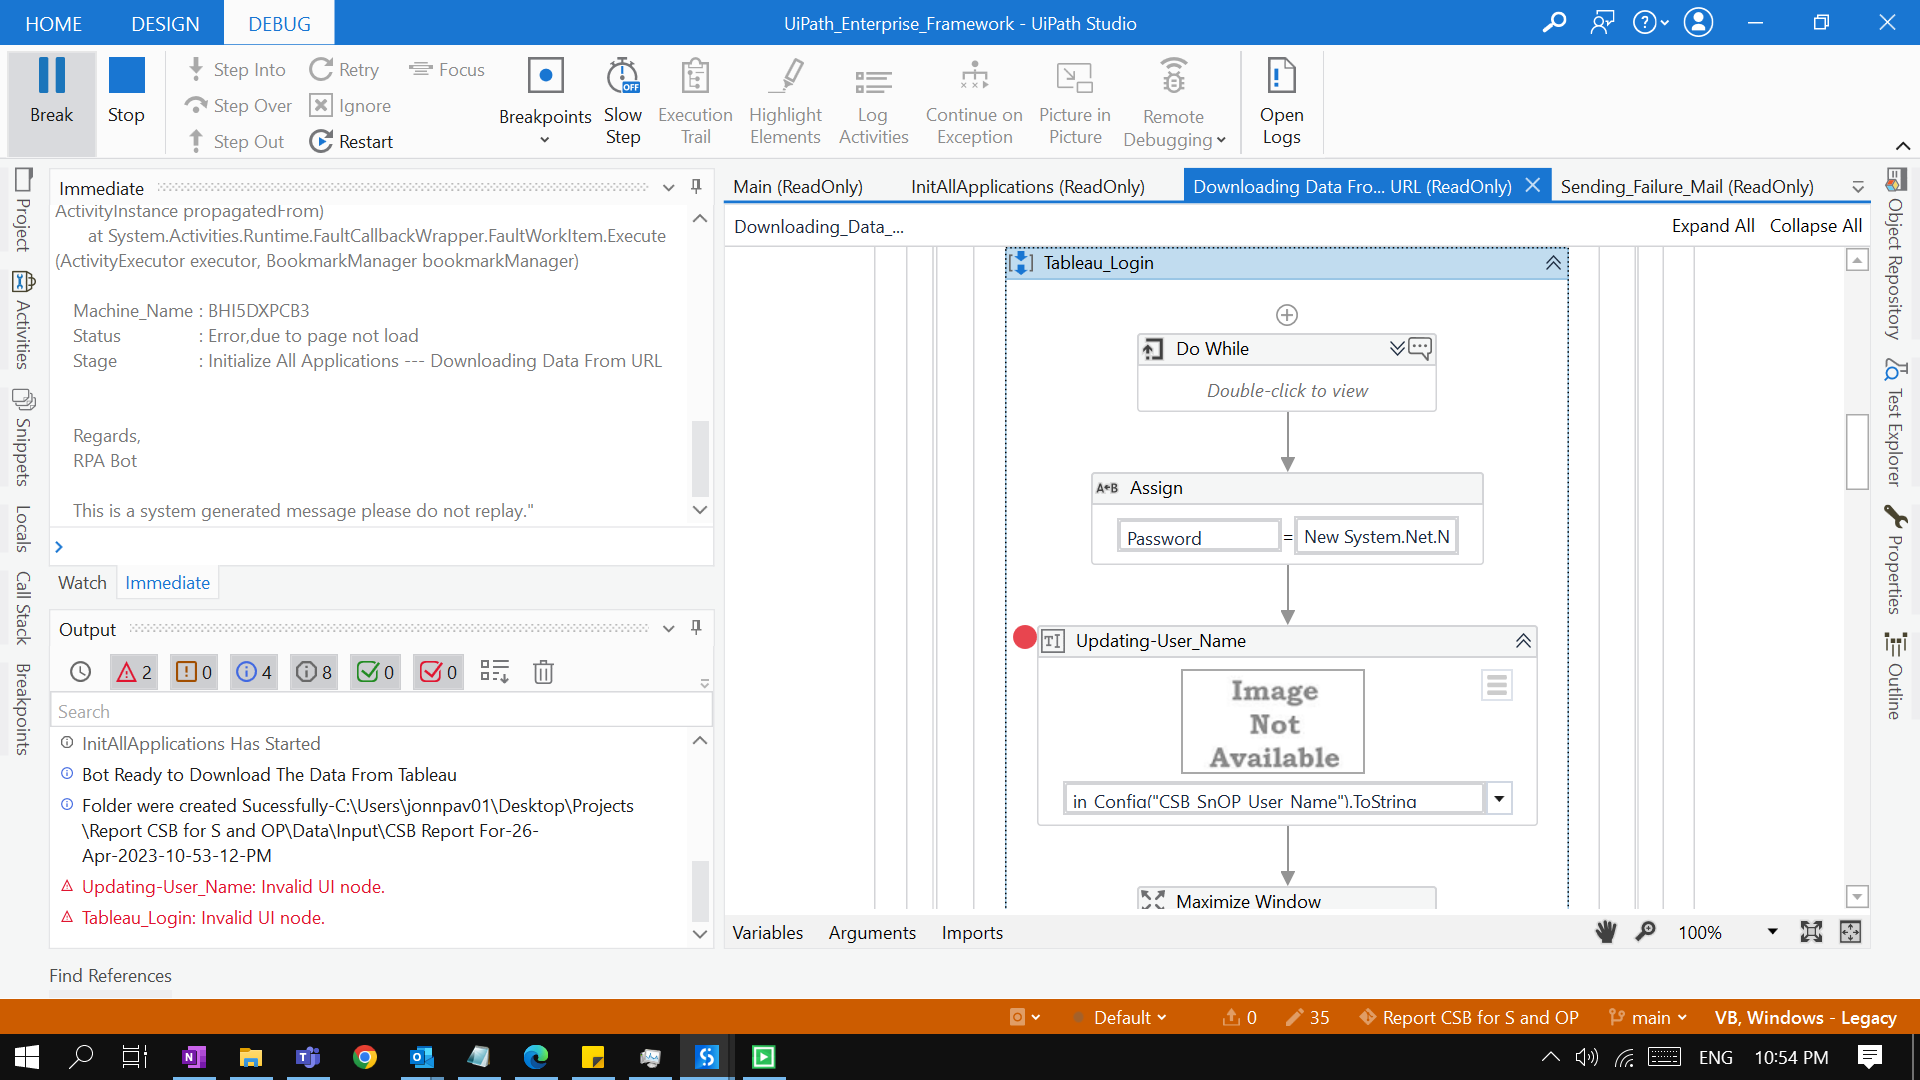 HOME DESIGN DEBUG
UiPath_Enterprise_Framework - UiPath Studio
Break
Stop
Step Into
Step Over
Step Out
Retry
Ignore
Restart
Focus
Breakpoints
Slow
Step
OFF
Execution
Trail
Highlight
Elements
Log
Activities
Continue on
Exception
Picture in
Picture
Remote
Debugging
Open
Logs
Project
Activities
Snippets
Locals
Call Stack
Breakpoints
Immediate
ActivityInstance propagatedFrom)
at System.Activities.Runtime.FaultCallbackWrapper.FaultWorkItem.Execute
(ActivityExecutor executor, BookmarkManager bookmarkManager)
Machine_Name : BHI5DXPCB3
Status : Error,due to page not load
Stage : Initialize All Applications --- Downloading Data From URL
Regards,
RPA Bot
This is a system generated message please do not replay."
Watch Immediate
Output
2 0 4 8 0 0
Search
InitAllApplications Has Started
Bot Ready to Download The Data From Tableau
Folder were created Sucessfully-C:\Users\jonnpav01\Desktop\Projects
\Report CSB for S and OP\Data\Input\CSB Report For-26-
Apr-2023-10-53-12-PM
Updating-User_Name: Invalid UI node.
Tableau_Login: Invalid UI node.
Find References
Main (ReadOnly) InitAllApplications (ReadOnly) Downloading Data Fro... URL (ReadOnly) Sending_Failure_Mail (ReadOnly)
Downloading_Data_...
Expand All Collapse All
Tableau_Login
Do While
Double-click to view
A+B Assign
Password = New System.Net.N
Updating-User_Name
Image
Not
Available
in_Config("CSB_SnOP_User_Name").ToString
Maximize Window
Variables Arguments Imports
100%
Object Repository
Test Explorer
Properties
Outline
Default 0 35 Report CSB for S and OP main VB, Windows - Legacy
ENG 10:54 PM